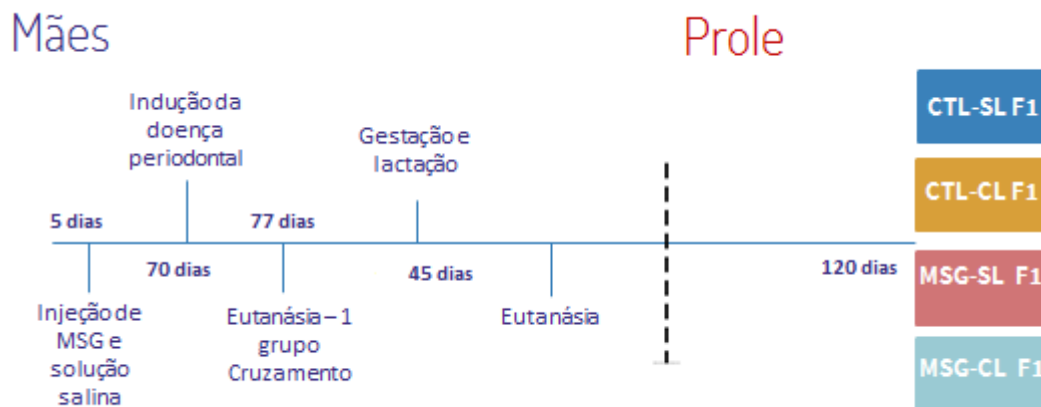 Mães
Prole
Indução da
doença
periodontal
Gestação e
lactação
5 dias
77 dias
70 dias
45 dias
120 dias
Injeção de
MSG e
solução
salina
Eutanásia – 1
grupo
Cruzamento
Eutanásia
CTL-SL F1
CTL-CL F1
MSG-SL F1
MSG-CL F1